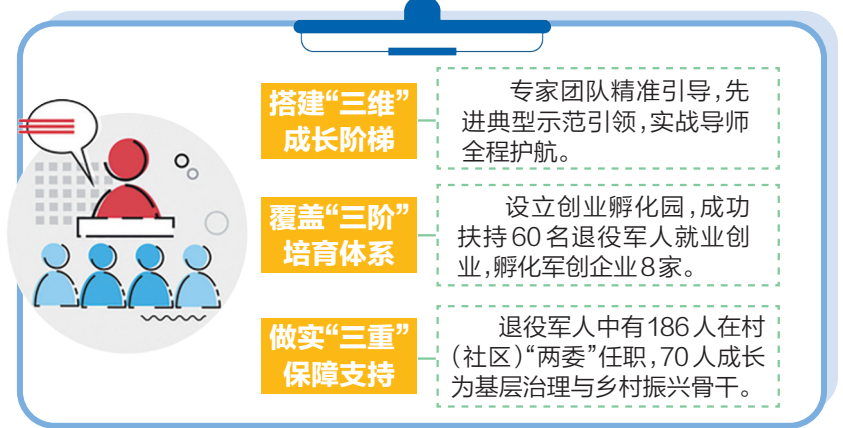 搭建“三维”
成长阶梯
专家团队精准引导,先
进典型示范引领,实战导师
全程护航。
覆盖“三阶”
培育体系
设立创业孵化园,成功
扶持60名退役军人就业创
业,孵化军创企业8家。
做实“三重”
保障支持
退役军人中有186人在村
(社区)“两委”任职,70人成长
为基层治理与乡村振兴骨干。